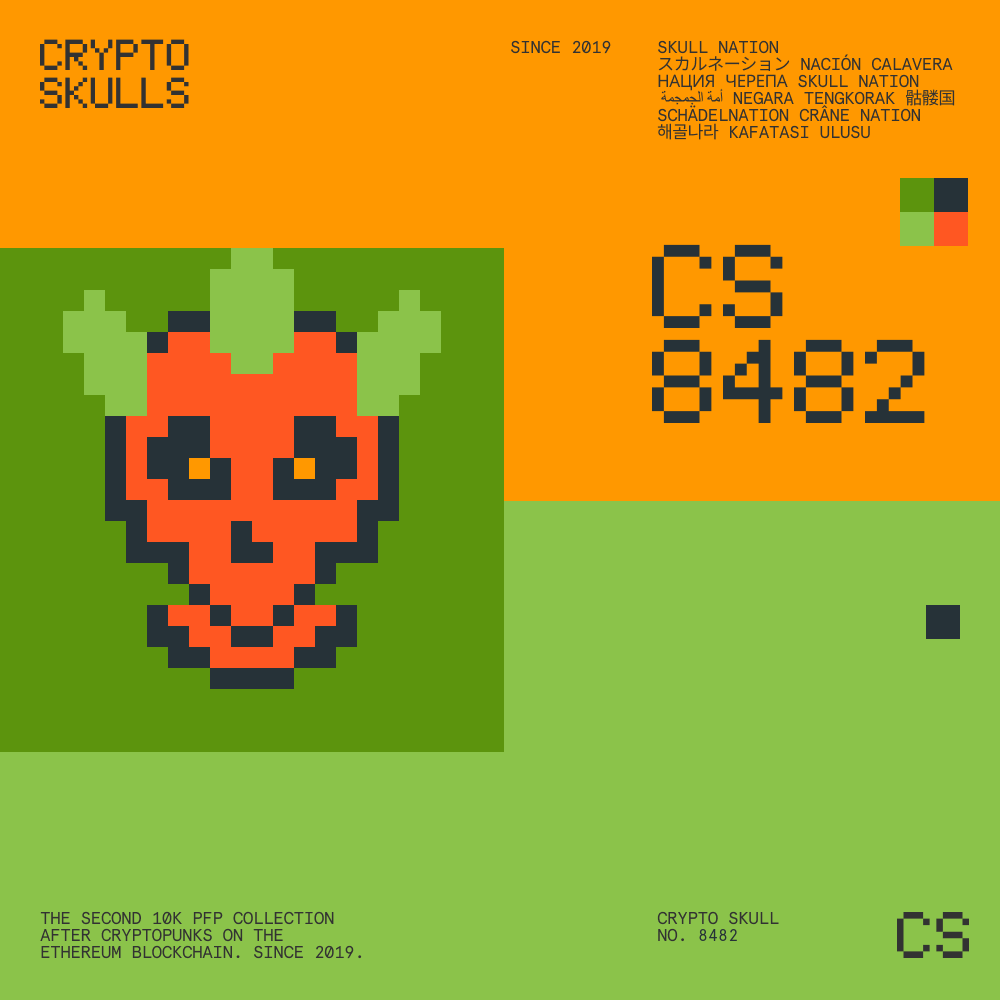 CRYPTO
SKULLS
SINCE 2019
SKULL NATION
スカルネーション NACIÓN CALAVERA
НАЦИЯ ЧЕРЕПА SKULL NATION
أمة الجمجمة NEGARA TENGKORAK 骷髅国
SCHÄDELNATION CRÂNE NATION
해골나라 KAFATASI ULUSU
CS
8482
THE SECOND 10K PFP COLLECTION
AFTER CRYPTOPUNKS ON THE
ETHEREUM BLOCKCHAIN. SINCE 2019.
CRYPTO SKULL
NO. 8482
CS